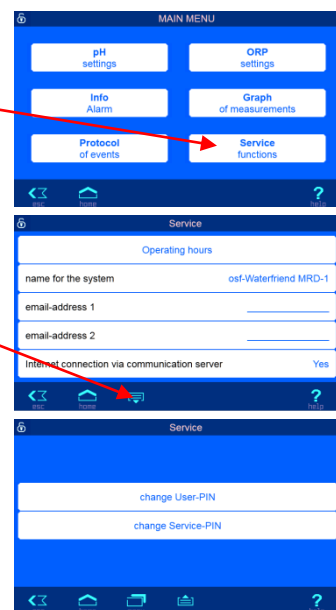 MAIN MENU
pH
settings
ORP
settings
Info
Alarm
Graph
of measurements
Protocol
of events
Service
functions
esc
home
?
help
Service
Operating hours
name for the system
osf-Waterfriend MRD-1
email-address 1
email-address 2
Internet connection via communication server
Yes
esc
home
?
help
Service
change User-PIN
change Service-PIN
?